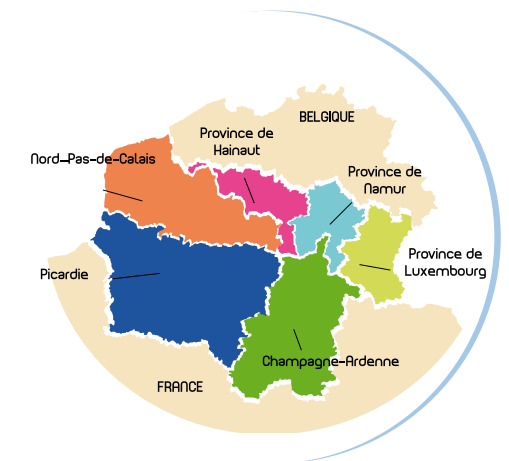 BELGIQUE
Province de
Hainaut
Nord-Pas-de-Calais
Province de
Namur
Province de
Luxembourg
Picardie
Champagne-Ardenne
FRANCE